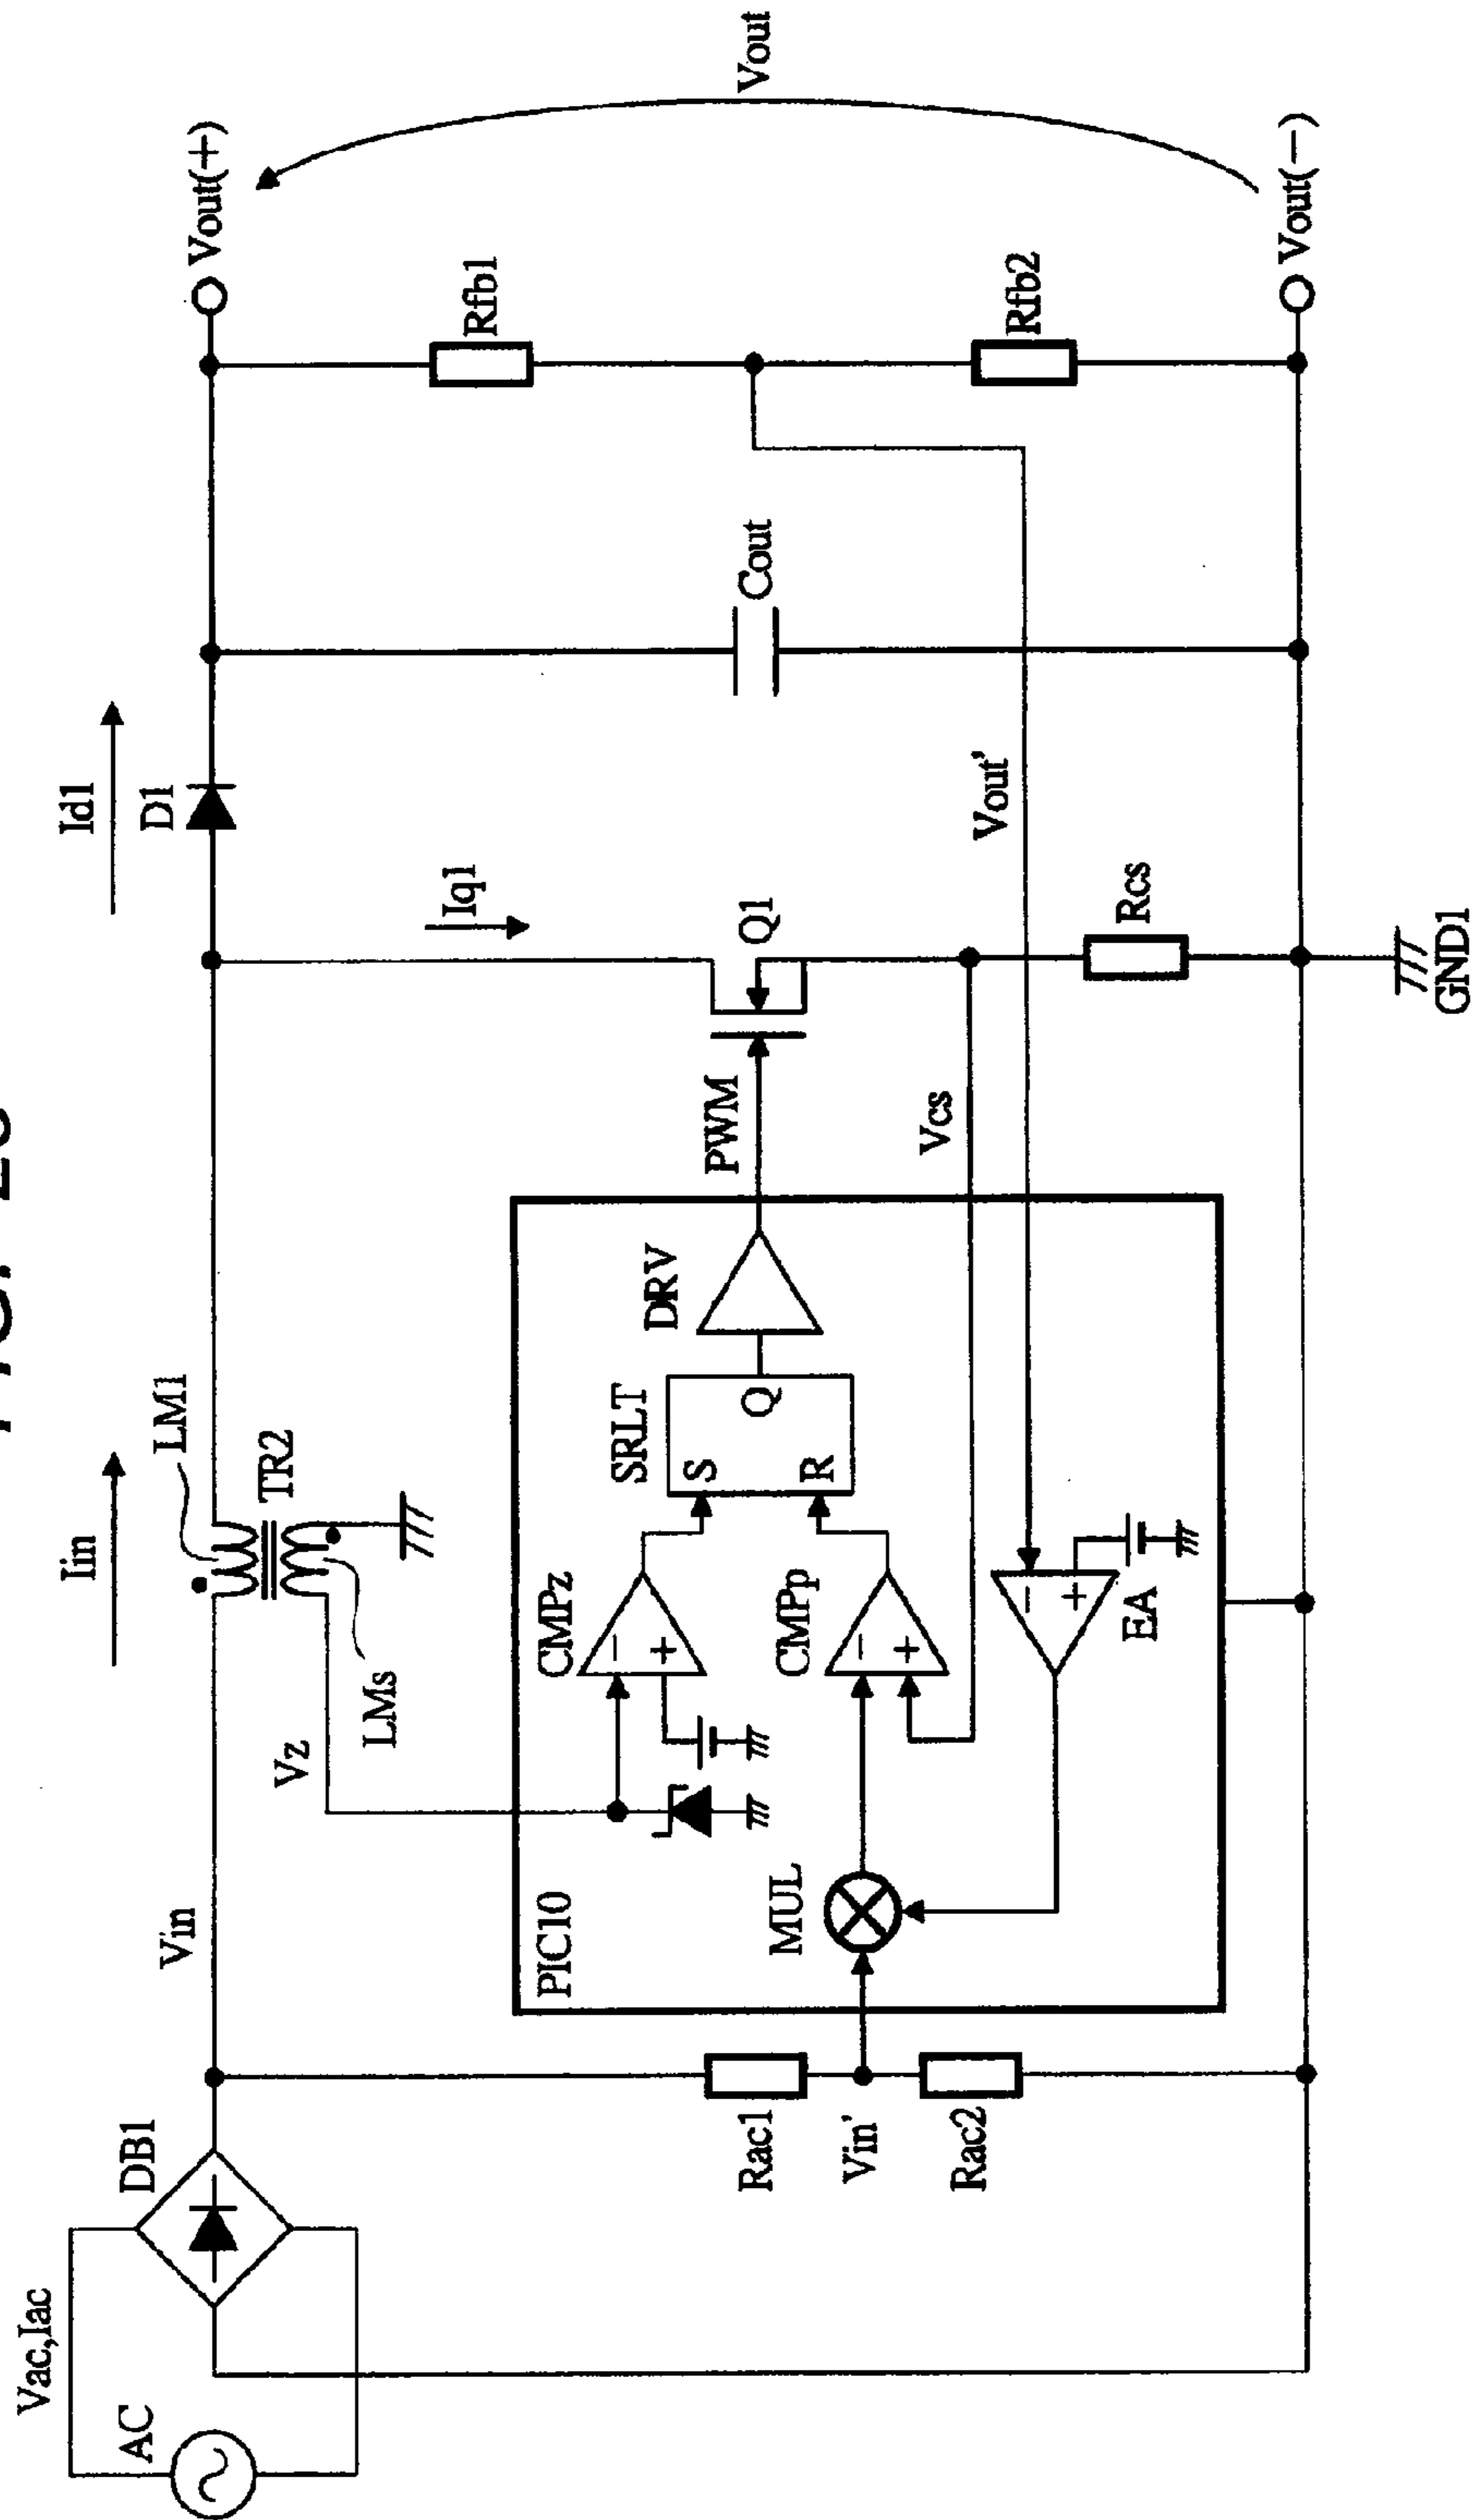 Vac,Iac
AC
DB1
Vin
Iin
LM1
TR2
LMs
Vz
Id1
D1
Iq1
Vout(+)
Vout
Rfb1
Rfb2
Vout(−)
Cout
Q1
PWM
Vcs
Vout'
Rcs
GND1
PIC10
CMPz
−
+
SRLT
S
Q
R
DRV
CMPp
−
+
MUL
−
+
EA
Rac1
Vin'
Rac2